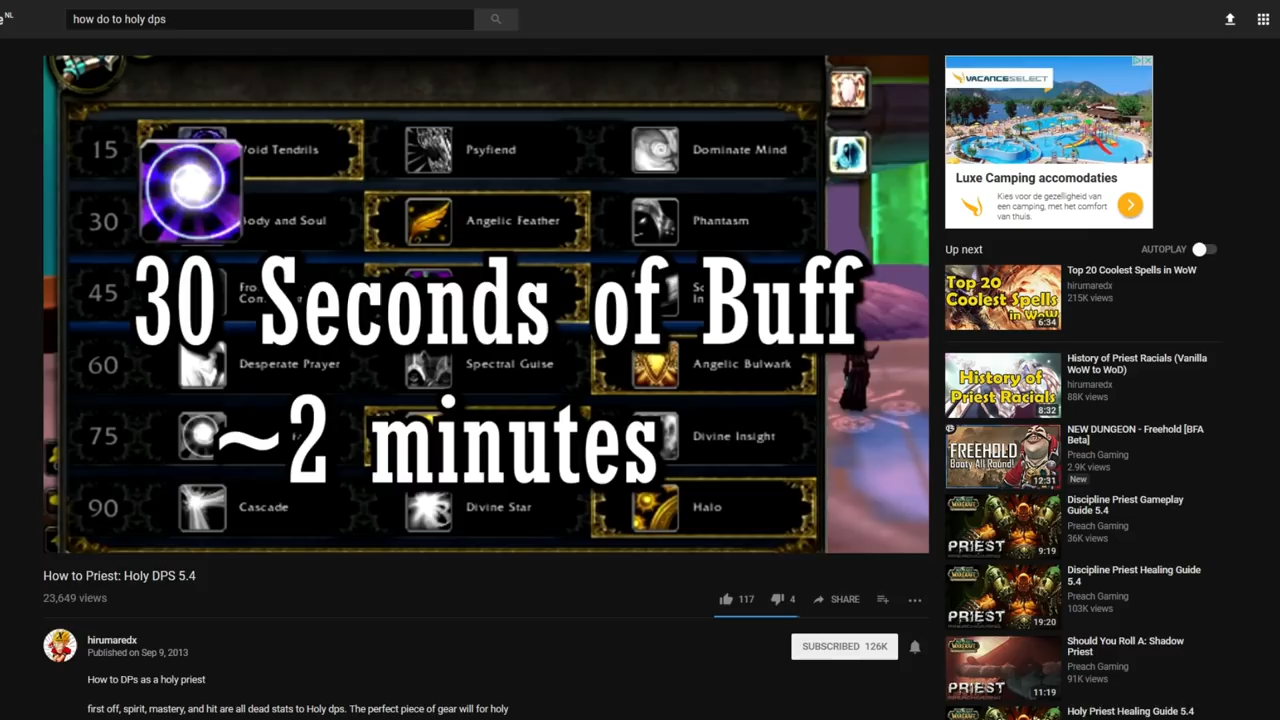 NL
how do to holy dps
15
Void Tendrils
Psyfiend
Dominate Mind
30
Body and Soul
Angelic Feather
Phantasm
45
30 Seconds of Buff
60
Desperate Prayer
Spectral Guise
Angelic Bulwark
75
~2 minutes
Divine Insight
90
Cascade
Divine Star
Halo
How to Priest: Holy DPS 5.4
23,649 views
117
4
SHARE
hirumaredx
Published on Sep 9, 2013
SUBSCRIBED 126K
How to DPs as a holy priest
first off, spirit, mastery, and hit are all dead stats to Holy dps. The perfect piece of gear will for holy
VACANCESELECT
Luxe Camping accomodaties
Kies voor de gezelligheid van
een camping, met het comfort
van thuis.
Up next
AUTOPLAY
Top 20
Coolest Spells
in WoW
6:34
Top 20 Coolest Spells in WoW
hirumaredx
215K views
History of
Priest Racials
8:32
History of Priest Racials (Vanilla
WoW to WoD)
hirumaredx
88K views
FREEHOLD
Booty All Round!
12:31
NEW DUNGEON - Freehold [BFA
Beta]
Preach Gaming
2.9K views
New
PRIEST
9:19
Discipline Priest Gameplay
Guide 5.4
Preach Gaming
36K views
PRIEST
19:20
Discipline Priest Healing Guide
5.4
Preach Gaming
103K views
PRIEST
11:19
Should You Roll A: Shadow
Priest
Preach Gaming
91K views
Holy Priest Healing Guide 5.4